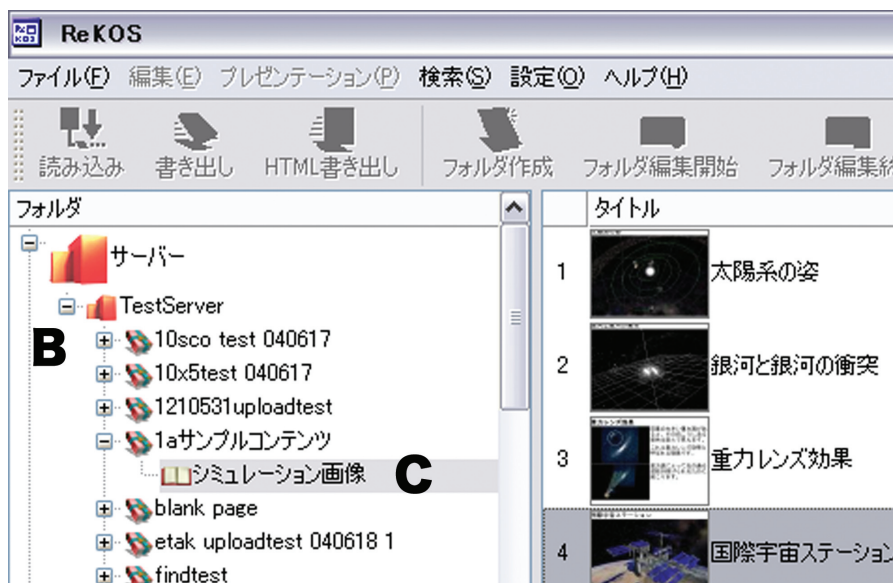 ReKOS
ファイル(F) 編集(E) プレゼンテーション(P) 検索(S) 設定(O) ヘルプ(H)
読み込み 書き出し HTML書き出し フォルダ作成 フォルダ編集開始 フォルダ編集
フォルダ
サーバー
TestServer
B
10sco test 040617
10x5test 040617
1210531uploadtest
1aサンプルコンテンツ
シミュレーション画像
C
blank page
etak uploadtest 040618 1
findtest
タイトル
1 太陽系の姿
2 銀河と銀河の衝突
3 重力レンズ効果
4 国際宇宙ステーション